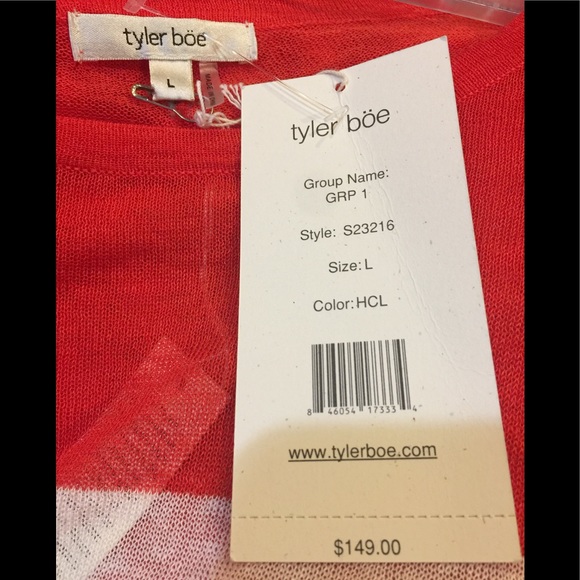 tyler böe
L
tyler böe
Group Name:
GRP 1
Style: S23216
Size: L
Color: HCL
8 46054 17333 4
www.tylerboe.com
$149.00